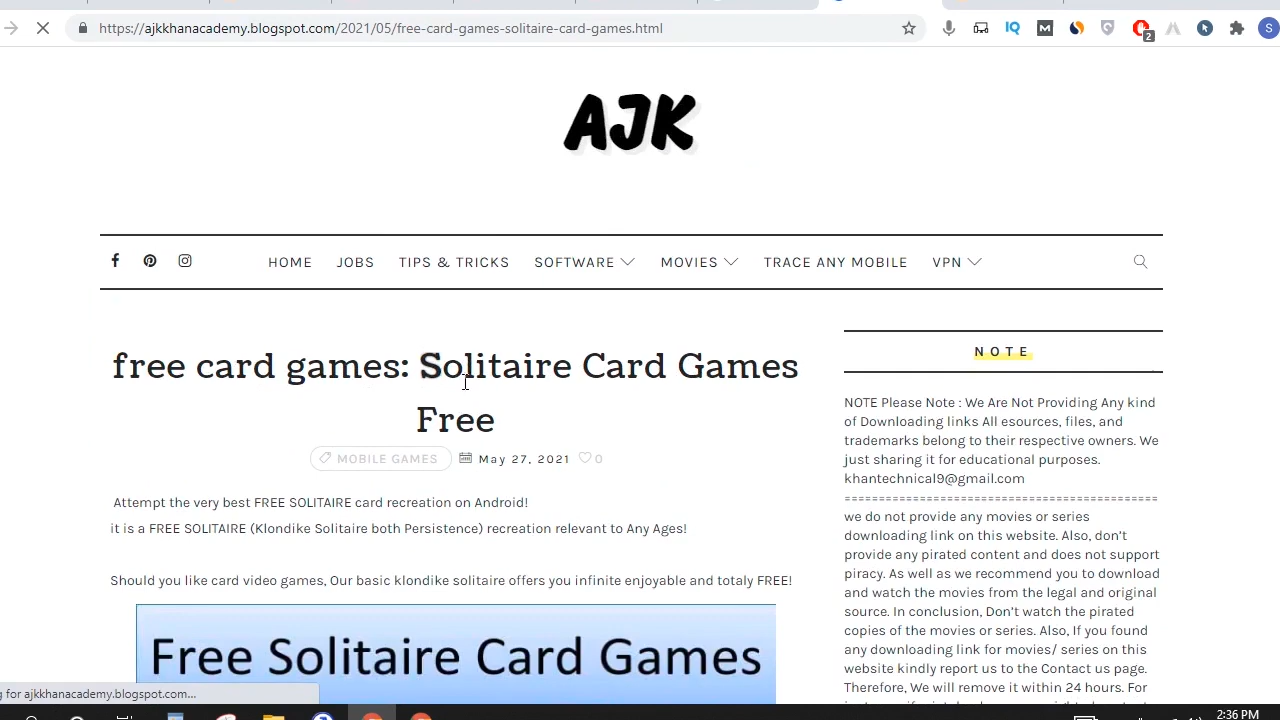 https://ajkkhanacademy.blogspot.com/2021/05/free-card-games-solitaire-card-games.html
2
S
AJK
HOME JOBS TIPS & TRICKS SOFTWARE MOVIES TRACE ANY MOBILE VPN
free card games: Solitaire Card Games
Free
MOBILE GAMES May 27, 2021 0
Attempt the very best FREE SOLITAIRE card recreation on Android!
it is a FREE SOLITAIRE (Klondike Solitaire both Persistence) recreation relevant to Any Ages!
Should you like card video games, Our basic klondike solitaire offers you infinite enjoyable and totaly FREE!
Free Solitaire Card Games
NOTE
NOTE Please Note : We Are Not Providing Any kind
of Downloading links All esources, files, and
trademarks belong to their respective owners. We
just sharing it for educational purposes.
khantechnical9@gmail.com
==============================================
we do not provide any movies or series
downloading link on this website. Also, don't
provide any pirated content and does not support
piracy. As well as we recommend you to download
and watch the movies from the legal and original
source. In conclusion, Don't watch the pirated
copies of the movies or series. Also, If you found
any downloading link for movies/ series on this
website kindly report us to the Contact us page.
Therefore, We will remove it within 24 hours. For
g for ajkkhanacademy.blogspot.com...
2:36 PM